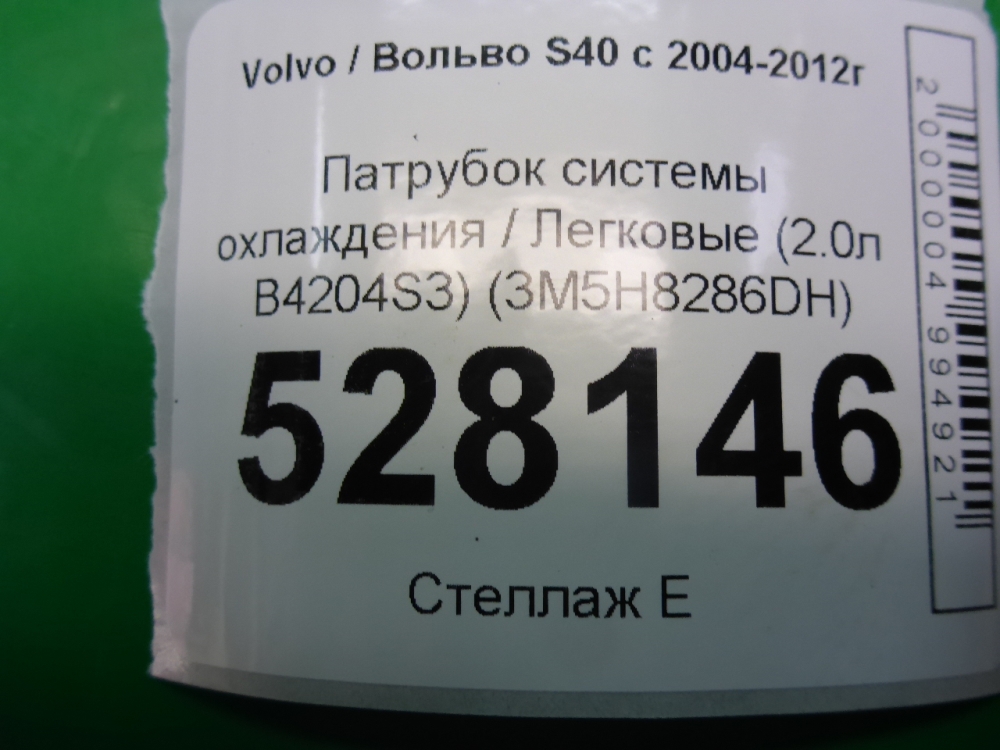 Volvo / Вольво S40 с 2004-2012г
Патрубок системы
охлаждения / Легковые (2.0л
B4204S3) (3M5H8286DH)
528146
Стеллаж Е
2000004994921